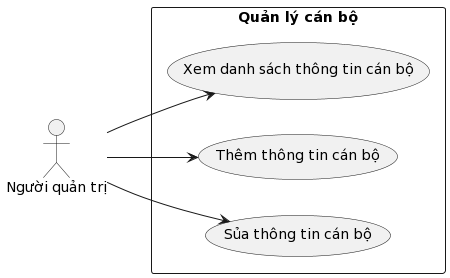 Quản lý cán bộ
Xem danh sách thông tin cán bộ
Thêm thông tin cán bộ
Người quản trị
Sủa thông tin cán bộ